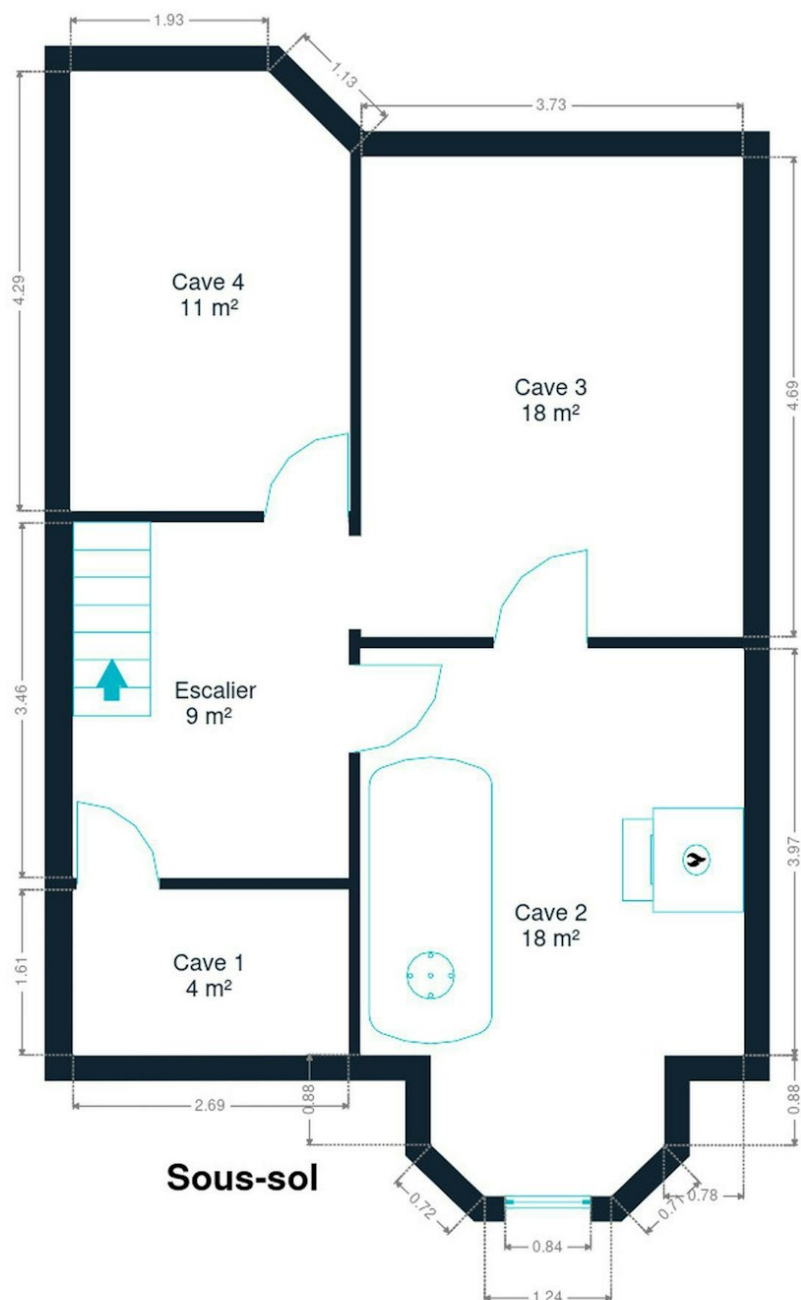 1.93
1.13
3.73
4.29
Cave 4
11 m²
Cave 3
18 m²
4.69
3.46
Escalier
9 m²
3.97
Cave 2
18 m²
Cave 1
4 m²
1.61
2.69
0.88
0.88
Sous-sol
0.72
0.71
0.78
0.84
1.24